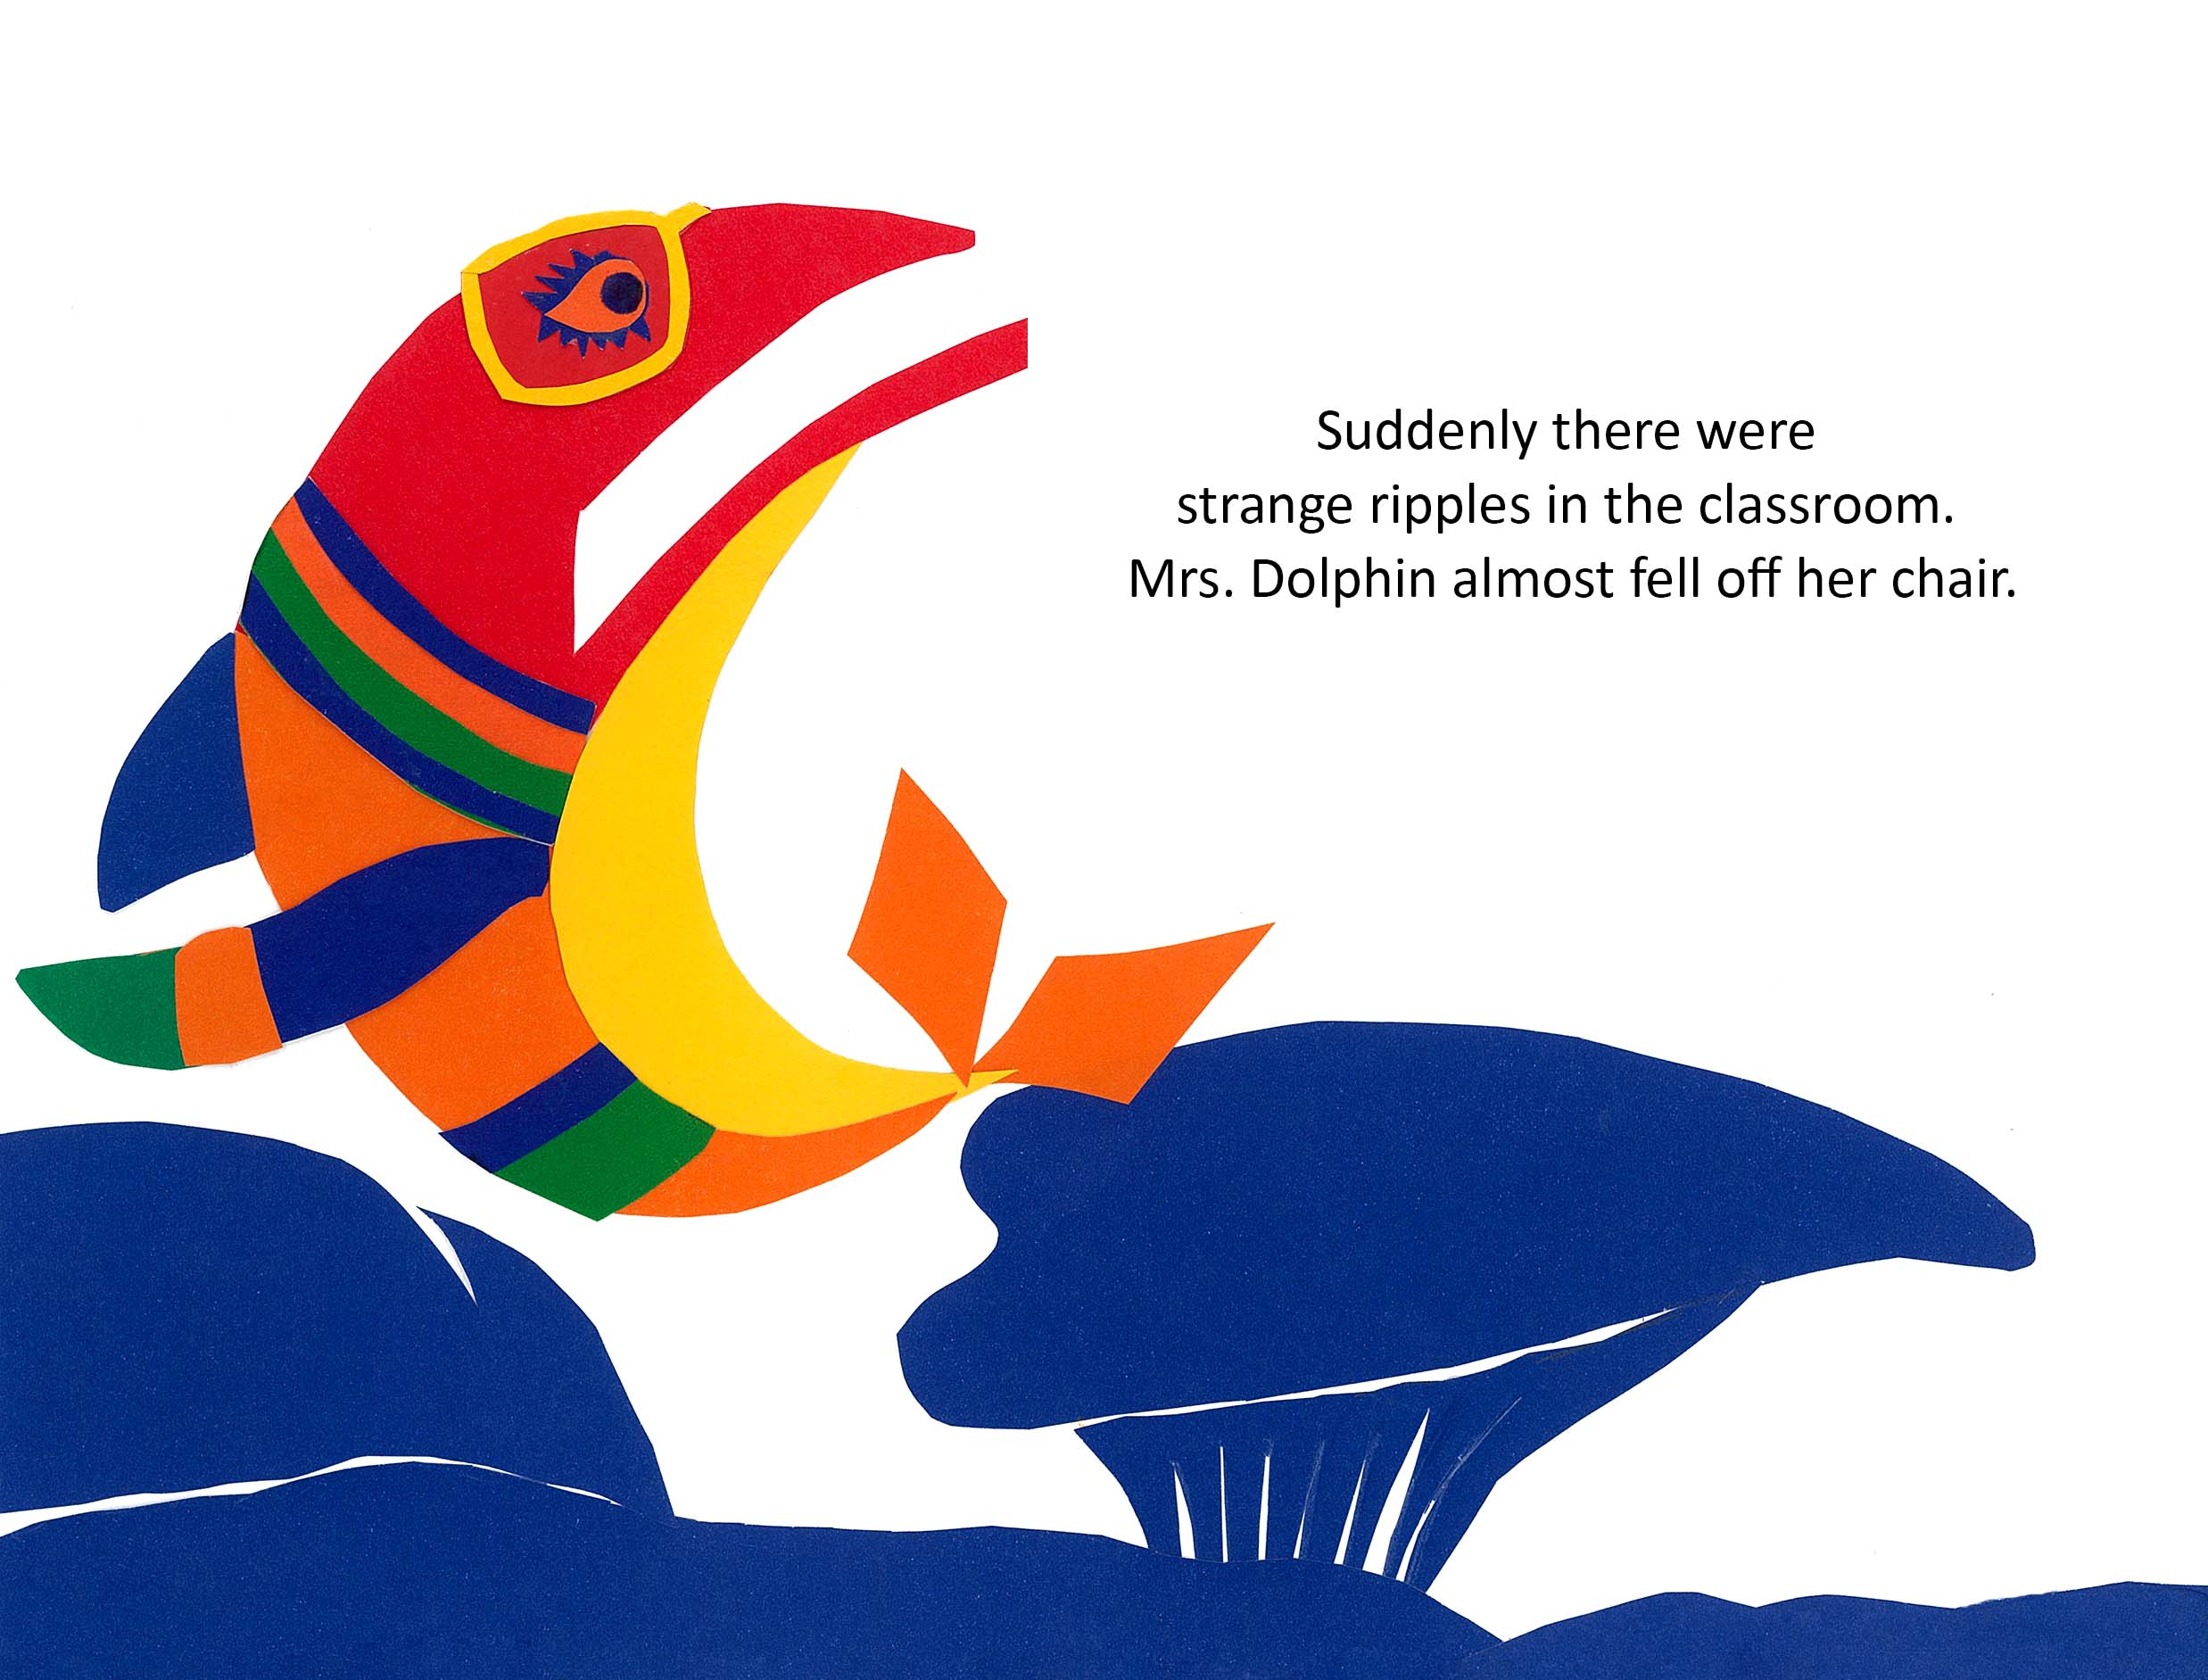 Suddenly there were
strange ripples in the classroom.
Mrs. Dolphin almost fell off her chair.